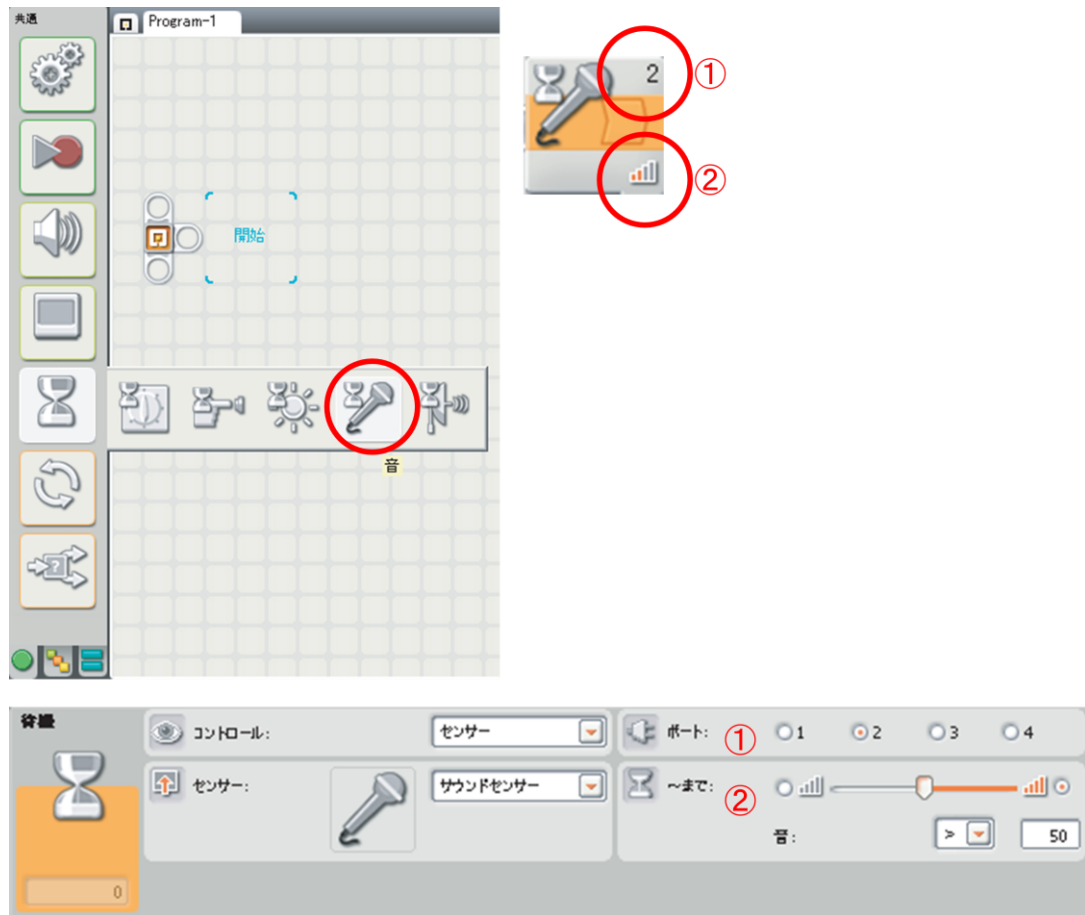 共通
Program-1
2
①
②
開始
音
待機
コントロール:
センサー
ポート:
①
1
2
3
4
センサー:
サウンドセンサー
～まで:
②
音:
>
50
0